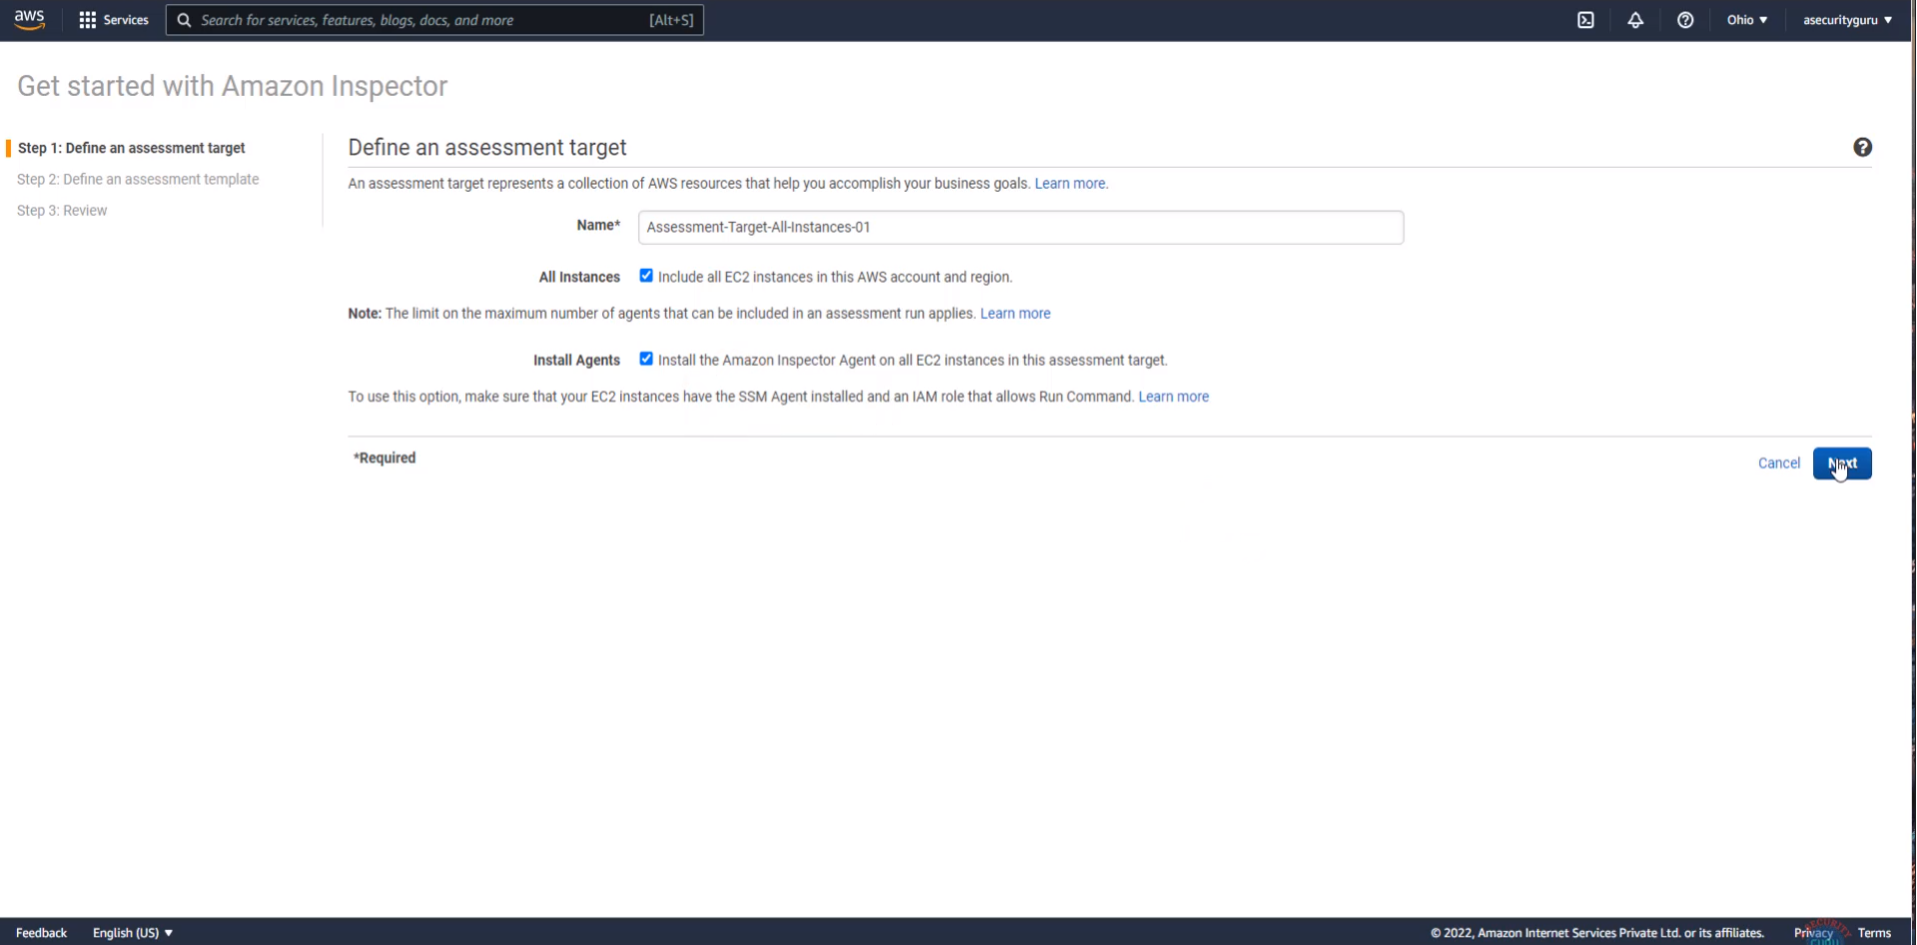 aws
Services
Search for services, features, blogs, docs, and more
[Alt+S]
Ohio ▼
asecurityguru ▼
Get started with Amazon Inspector
Step 1: Define an assessment target
Step 2: Define an assessment template
Step 3: Review
Define an assessment target
An assessment target represents a collection of AWS resources that help you accomplish your business goals. Learn more.
Name*
Assessment-Target-All-Instances-01
All Instances
Include all EC2 instances in this AWS account and region.
Note: The limit on the maximum number of agents that can be included in an assessment run applies. Learn more
Install Agents
Install the Amazon Inspector Agent on all EC2 instances in this assessment target.
To use this option, make sure that your EC2 instances have the SSM Agent installed and an IAM role that allows Run Command. Learn more
*Required
Cancel
Next
Feedback
English (US) ▼
© 2022, Amazon Internet Services Private Ltd. or its affiliates.
Privacy
Terms